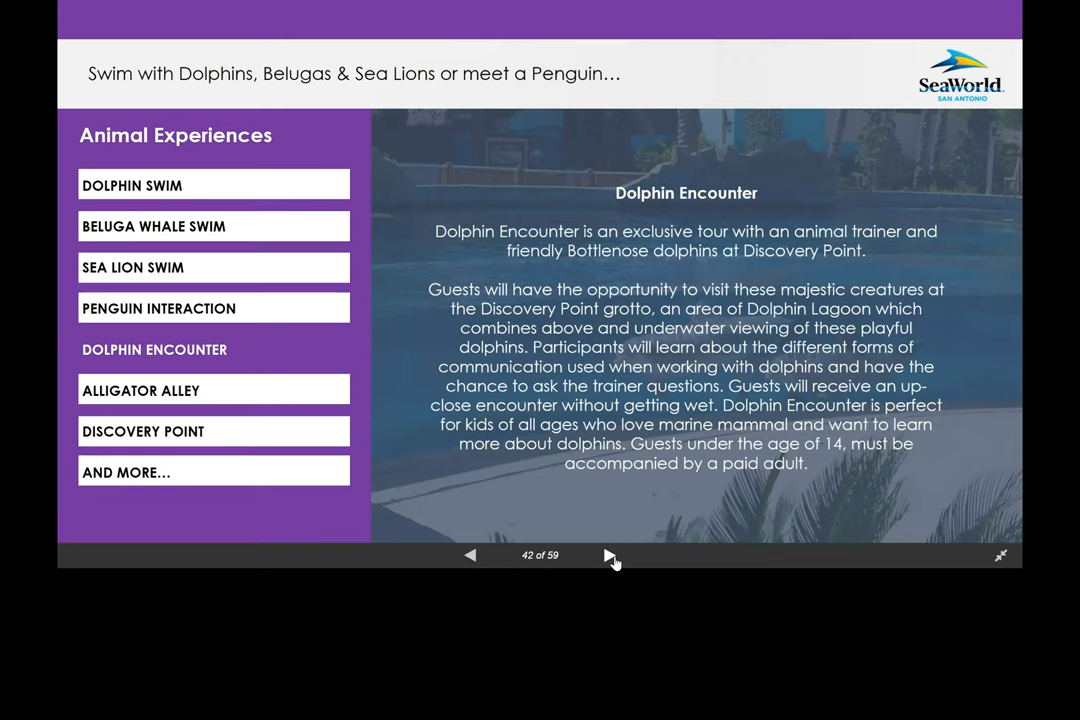 Swim with Dolphins, Belugas & Sea Lions or meet a Penguin…
SeaWorld
SAN ANTONIO
Animal Experiences
DOLPHIN SWIM
BELUGA WHALE SWIM
SEA LION SWIM
PENGUIN INTERACTION
DOLPHIN ENCOUNTER
ALLIGATOR ALLEY
DISCOVERY POINT
AND MORE…
Dolphin Encounter
Dolphin Encounter is an exclusive tour with an animal trainer and
friendly Bottlenose dolphins at Discovery Point.
Guests will have the opportunity to visit these majestic creatures at
the Discovery Point grotto, an area of Dolphin Lagoon which
combines above and underwater viewing of these playful
dolphins. Participants will learn about the different forms of
communication used when working with dolphins and have the
chance to ask the trainer questions. Guests will receive an up-
close encounter without getting wet. Dolphin Encounter is perfect
for kids of all ages who love marine mammal and want to learn
more about dolphins. Guests under the age of 14, must be
accompanied by a paid adult.
42 of 59